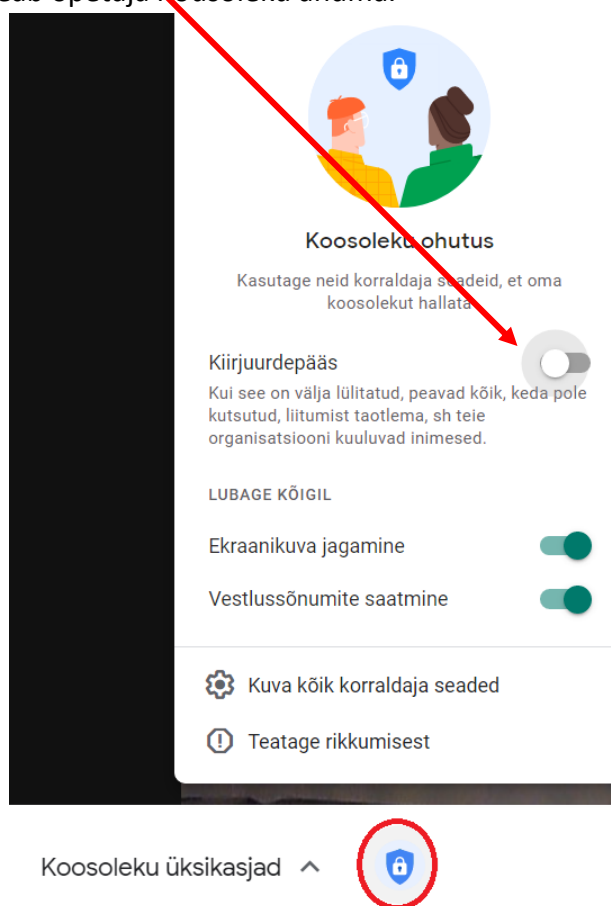 õpetaja koosoleku
Koosoleku ohutus
Kasutage neid korraldaja seadeid, et oma
koosolekut hallata
Kiirjuurdepääs
Kui see on välja lülitatud, peavad kõik, keda pole
kutsutud, liitumist taotlema, sh teie
organisatsiooni kuuluvad inimesed.
LUBAGE KÕIGIL
Ekraanikuva jagamine
Vestlussõnumite saatmine
Kuva kõik korraldaja seaded
Teatage rikkumisest
Koosoleku üksikasjad